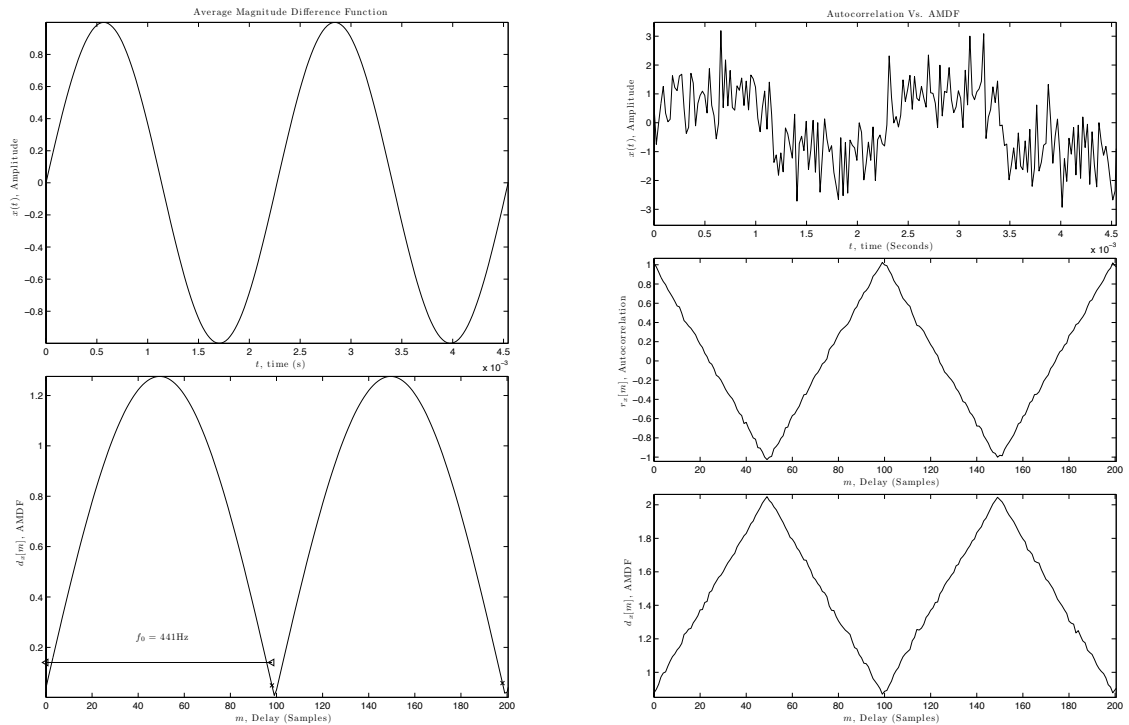 Average Magnitude Difference Function
0.8
0.6
0.4
0.2
0
−0.2
−0.4
−0.6
−0.8
x(t), Amplitude
0 0.5 1 1.5 2 2.5 3 3.5 4 4.5
x 10⁻³
t, time (s)
1.2
1
0.8
0.6
0.4
0.2
dₓ[m], AMDF
f₀ = 441Hz
0 20 40 60 80 100 120 140 160 180 200
m, Delay (Samples)
Autocorrelation Vs. AMDF
3
2
1
0
−1
−2
−3
x(t), Amplitude
0 0.5 1 1.5 2 2.5 3 3.5 4 4.5
x 10⁻³
t, time (Seconds)
1
0.8
0.6
0.4
0.2
0
−0.2
−0.4
−0.6
−0.8
−1
rₓ[m], Autocorrelation
0 20 40 60 80 100 120 140 160 180 200
m, Delay (Samples)
2
1.8
1.6
1.4
1.2
1
dₓ[m], AMDF
0 20 40 60 80 100 120 140 160 180 200
m, Delay (Samples)